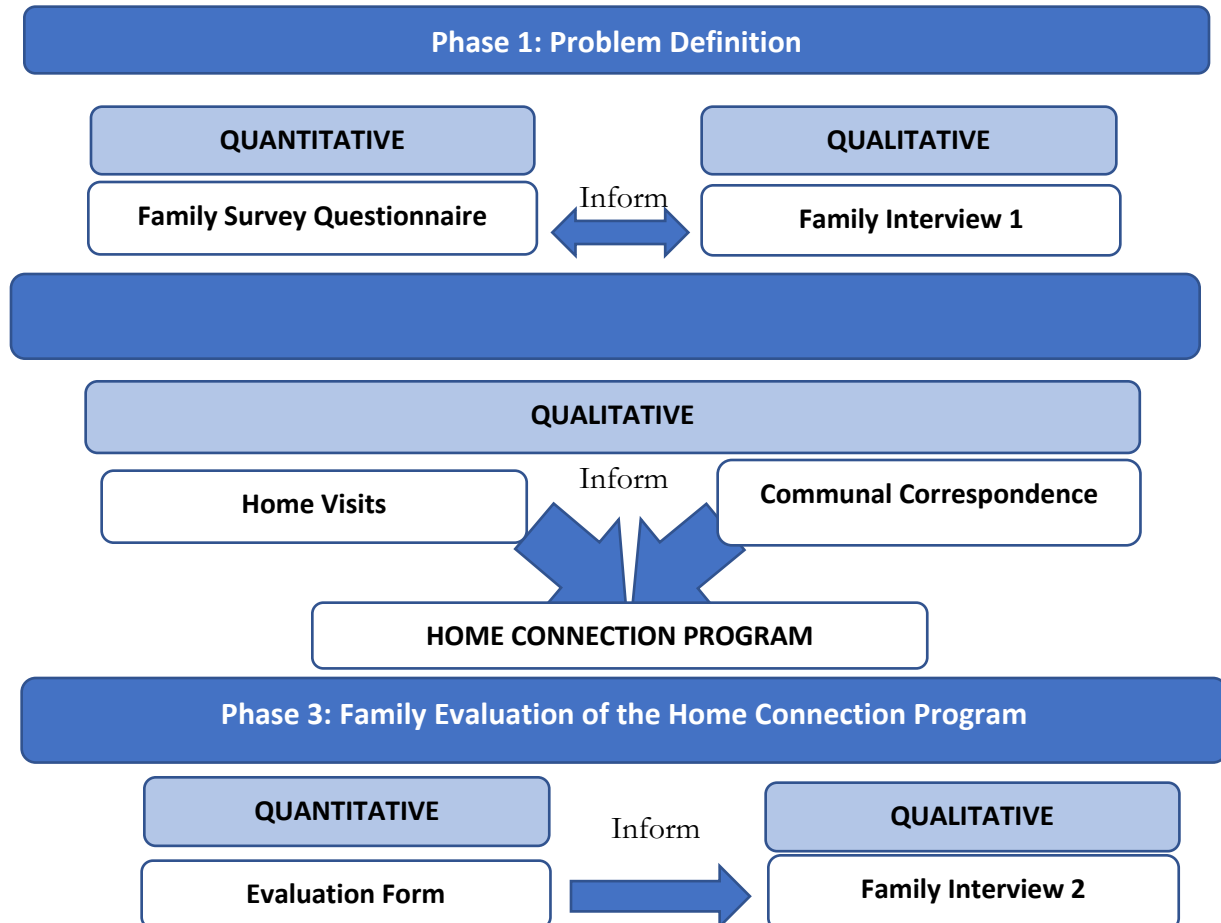 Phase 1: Problem Definition
QUANTITATIVE
QUALITATIVE
Family Survey Questionnaire
Inform
Family Interview 1
QUALITATIVE
Home Visits
Inform
Communal Correspondence
HOME CONNECTION PROGRAM
Phase 3: Family Evaluation of the Home Connection Program
QUANTITATIVE
QUALITATIVE
Evaluation Form
Inform
Family Interview 2